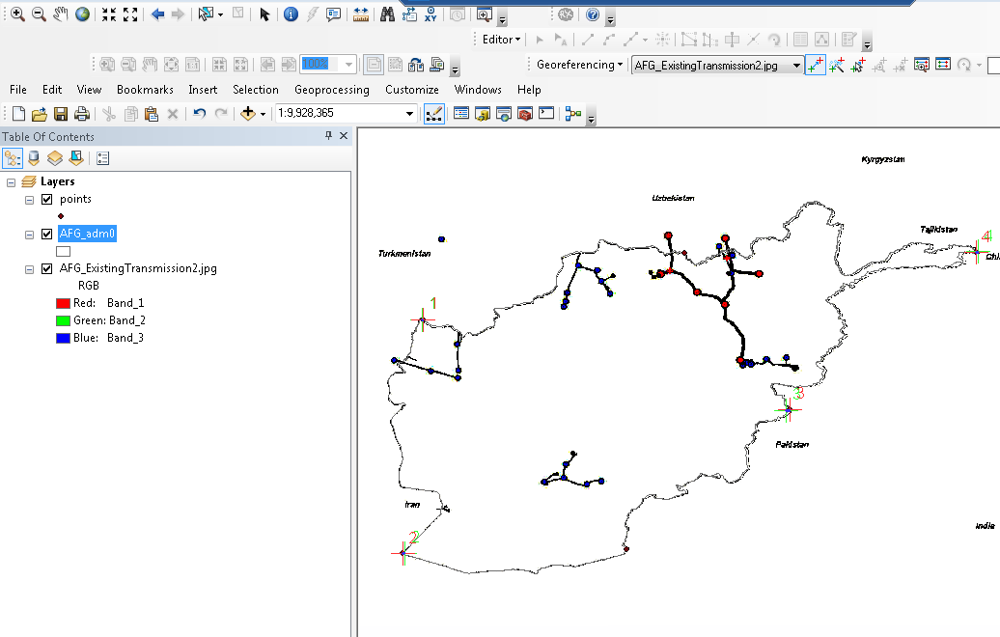 XY
Editor
100%
Georeferencing
AFG_ExistingTransmission2.jpg
File Edit View Bookmarks Insert Selection Geoprocessing Customize Windows Help
1:9,928,365
Table Of Contents
Layers
points
AFG_adm0
AFG_ExistingTransmission2.jpg
RGB
Red: Band_1
Green: Band_2
Blue: Band_3
Kyrgyzstan
Uzbekistan
Tajikistan
4
Turkmenistan
Chi
1
3
Pakistan
Iran
India
2